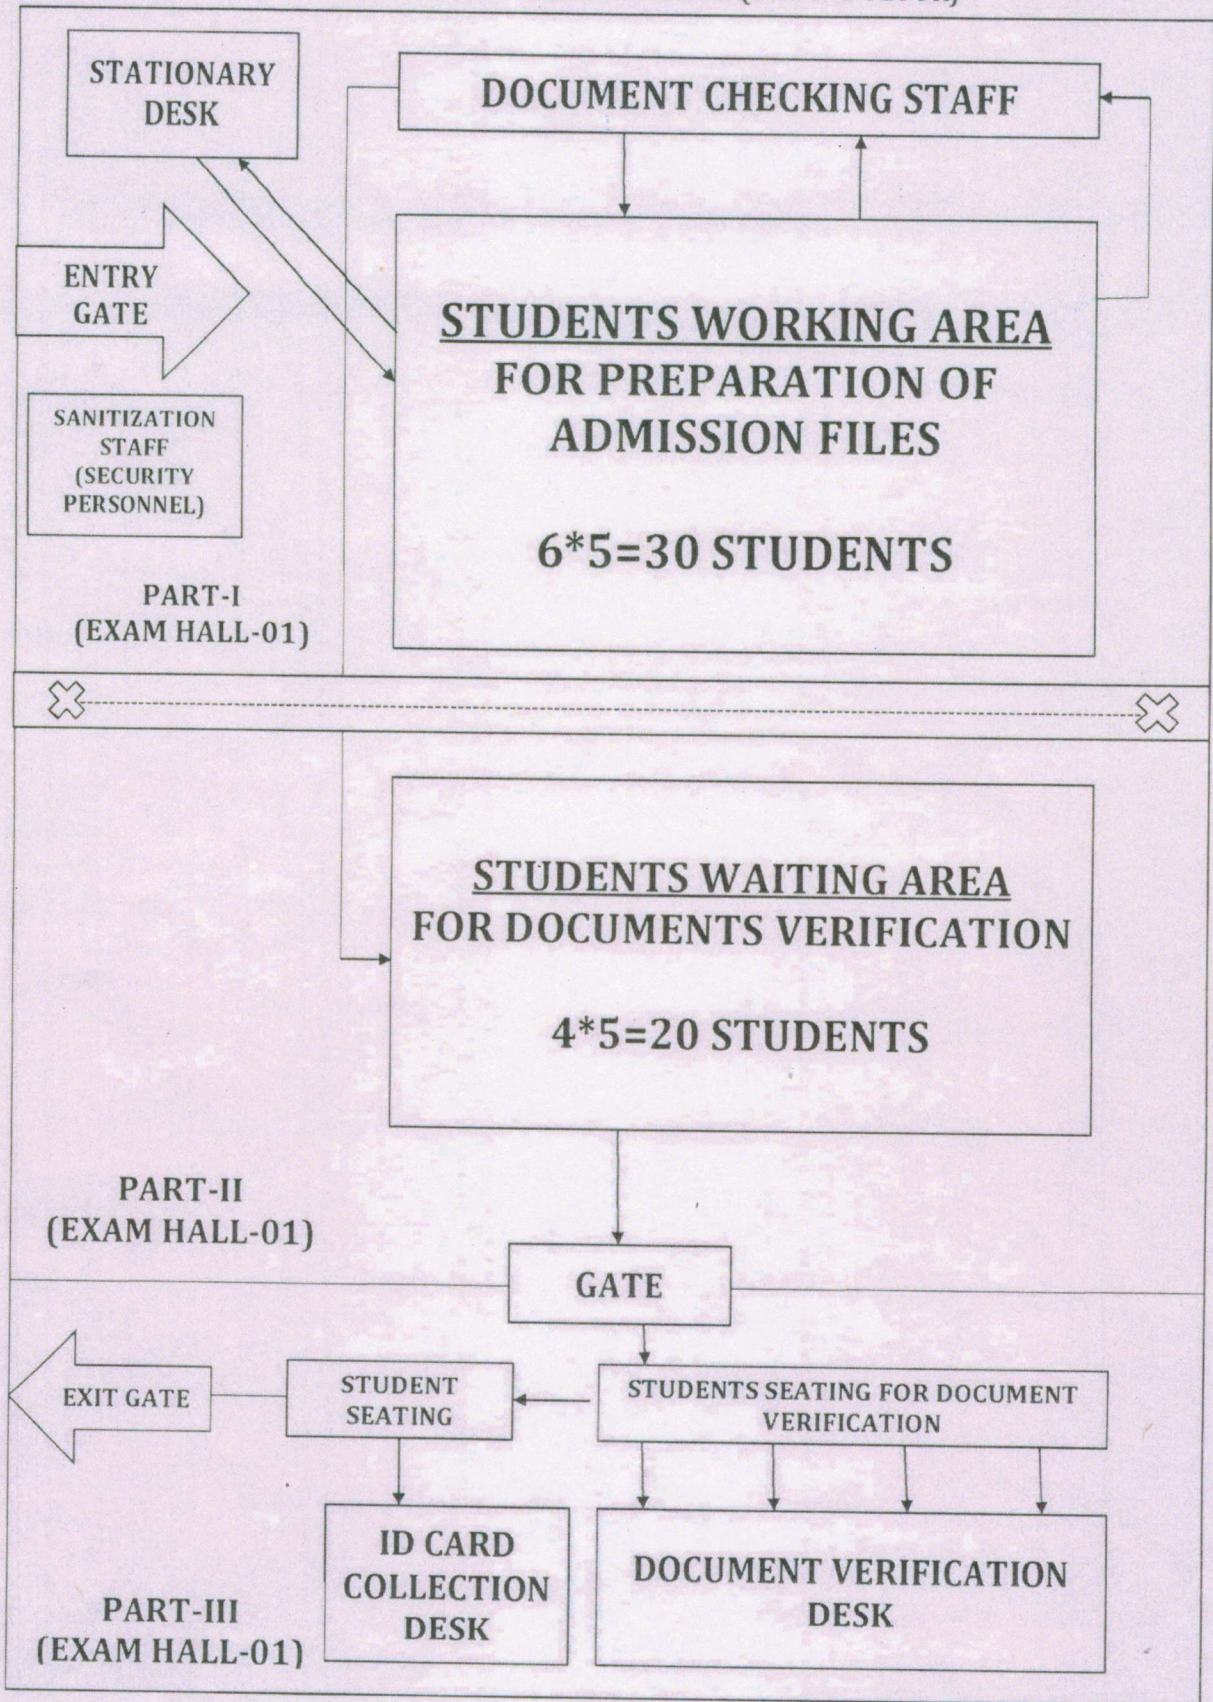 STATIONARY
DESK
DOCUMENT CHECKING STAFF
ENTRY
GATE
STUDENTS WORKING AREA
FOR PREPARATION OF
ADMISSION FILES
6*5=30 STUDENTS
SANITIZATION
STAFF
(SECURITY
PERSONNEL)
PART-I
(EXAM HALL-01)
STUDENTS WAITING AREA
FOR DOCUMENTS VERIFICATION
4*5=20 STUDENTS
PART-II
(EXAM HALL-01)
GATE
EXIT GATE
STUDENT
SEATING
STUDENTS SEATING FOR DOCUMENT
VERIFICATION
ID CARD
COLLECTION
DESK
DOCUMENT VERIFICATION
DESK
PART-III
(EXAM HALL-01)